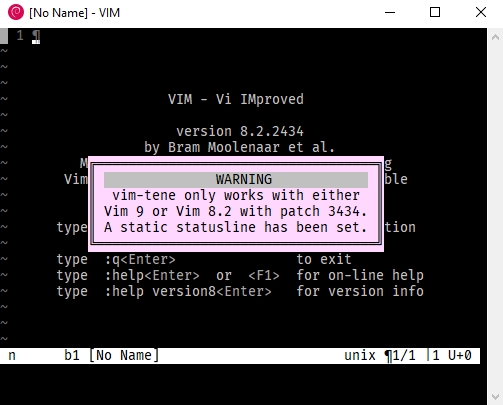 [No Name] - VIM
1 ¶
~
~
~
~ VIM - Vi IMproved
~
~ version 8.2.2434
~ by Bram Moolenaar et al.
~ M g
~ Vim WARNING ble
~ vim-tene only works with either
~ Vim 9 or Vim 8.2 with patch 3434.
~ type A static statusline has been set. tion
~
~ type :q<Enter> to exit
~ type :help<Enter> or <F1> for on-line help
~ type :help version8<Enter> for version info
~
~
~
n b1 [No Name] unix ¶1/1 |1 U+0